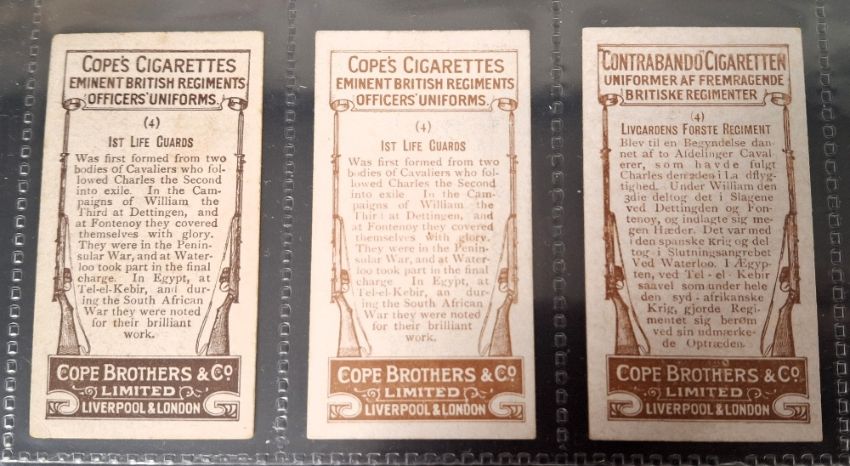 COPE'S CIGARETTES
EMINENT BRITISH REGIMENTS
OFFICERS' UNIFORMS.
(4)
1ST LIFE GUARDS
Was first formed from two
bodies of Cavaliers who fol-
lowed Charles the Second
into exile. In the Cam-
paigns of William the
Third at Dettingen, and
at Fontenoy they covered
themselves with glory.
They were in the Penin-
sular War, and at Water-
loo took part in the final
charge. In Egypt, at
Tel-el-Kebir, and dur-
ing the South African
War they were noted
for their brilliant
work.
COPE BROTHERS & Co
LIMITED
LIVERPOOL & LONDON
COPE'S CIGARETTES
EMINENT BRITISH REGIMENTS
OFFICERS' UNIFORMS.
(4)
1ST LIFE GUARDS
Was first formed from two
bodies of Cavaliers who fol-
lowed Charles the Second
into exile. In the Cam-
paigns of William the
Third at Dettingen, and
at Fontenoy they covered
themselves with glory.
They were in the Penin-
sular War, and at Water-
loo took part in the final
charge. In Egypt, at
Tel-el-Kebir, an dur-
ing the South African
War they were noted
for their brilliant
work.
COPE BROTHERS & Co
LIMITED
LIVERPOOL & LONDON
"CONTRABANDO" CIGARETTEN
UNIFORMER AF FREMRAGENDE
BRITISKE REGIMENTER
(4)
LIVGARDENS FORSTE REGIMENT
Blev til en Begyndelse dan-
net af to Afdelinger Caval-
erer, som havde fulgt
Charles den 2den i La dflyg-
tighed. Under William den
3die deltog det i Slagene
ved Dettingden og Fon-
tenoy, og indlagte sig me-
gen Hæder. Det var med
i den spanske Krig og del-
tog i Slutningsangrebet
ved Waterloo. I Ægyp-
ten, ved Tel-el-Kebir
saavel som under hele
den syd-afrikanske
Krig, gjorde Regi-
mentet sig berøm
ved sin udmærke-
de Optræden.
COPE BROTHERS & Co
LIMITED
LIVERPOOL & LONDON